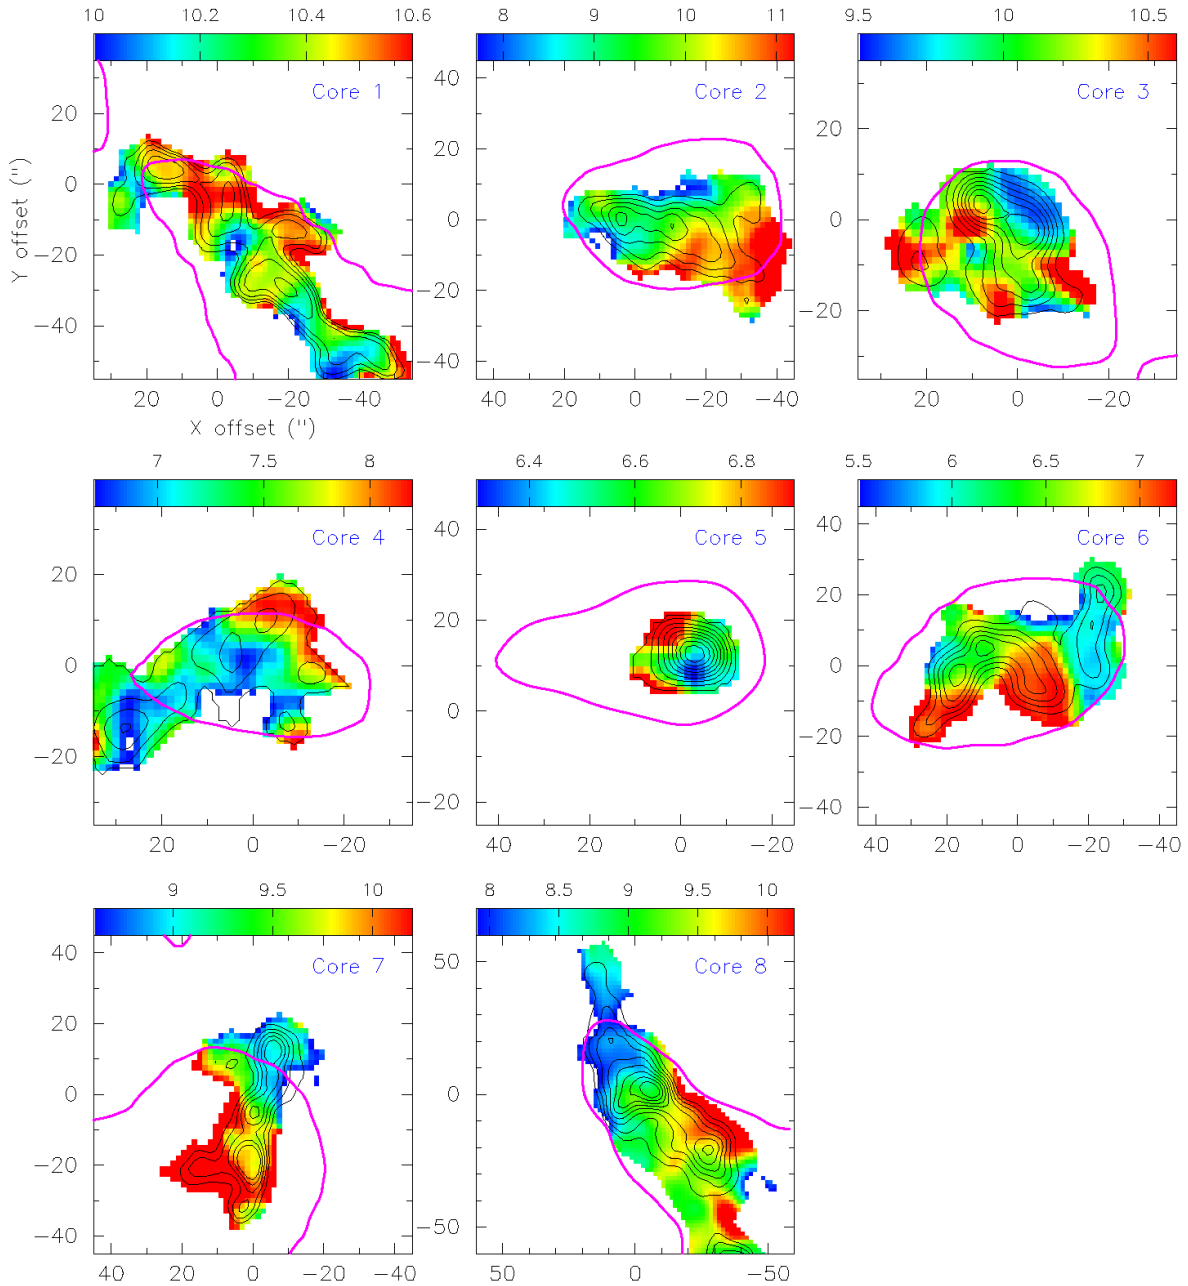 10 10.2 10.4 10.6 8 9 10 11 9.5 10 10.5
Core 1 Core 2 Core 3
20 0 −20 −40
40 20 0 −20 −40
20 0 −20
Y offset (")
20 0 −20 −40 40 20 0 −20 −40 20 0 −20
X offset (")
7 7.5 8 6.4 6.6 6.8 5.5 6 6.5 7
Core 4 Core 5 Core 6
20 0 −20
40 20 0 −20
40 20 0 −20 −40
20 0 −20 40 20 0 −20 −40 40 20 0 −20 −40
9 9.5 10 8 8.5 9 9.5 10
Core 7 Core 8
40 20 0 −20 −40
50 0 −50
40 20 0 −20 −40 50 0 −50